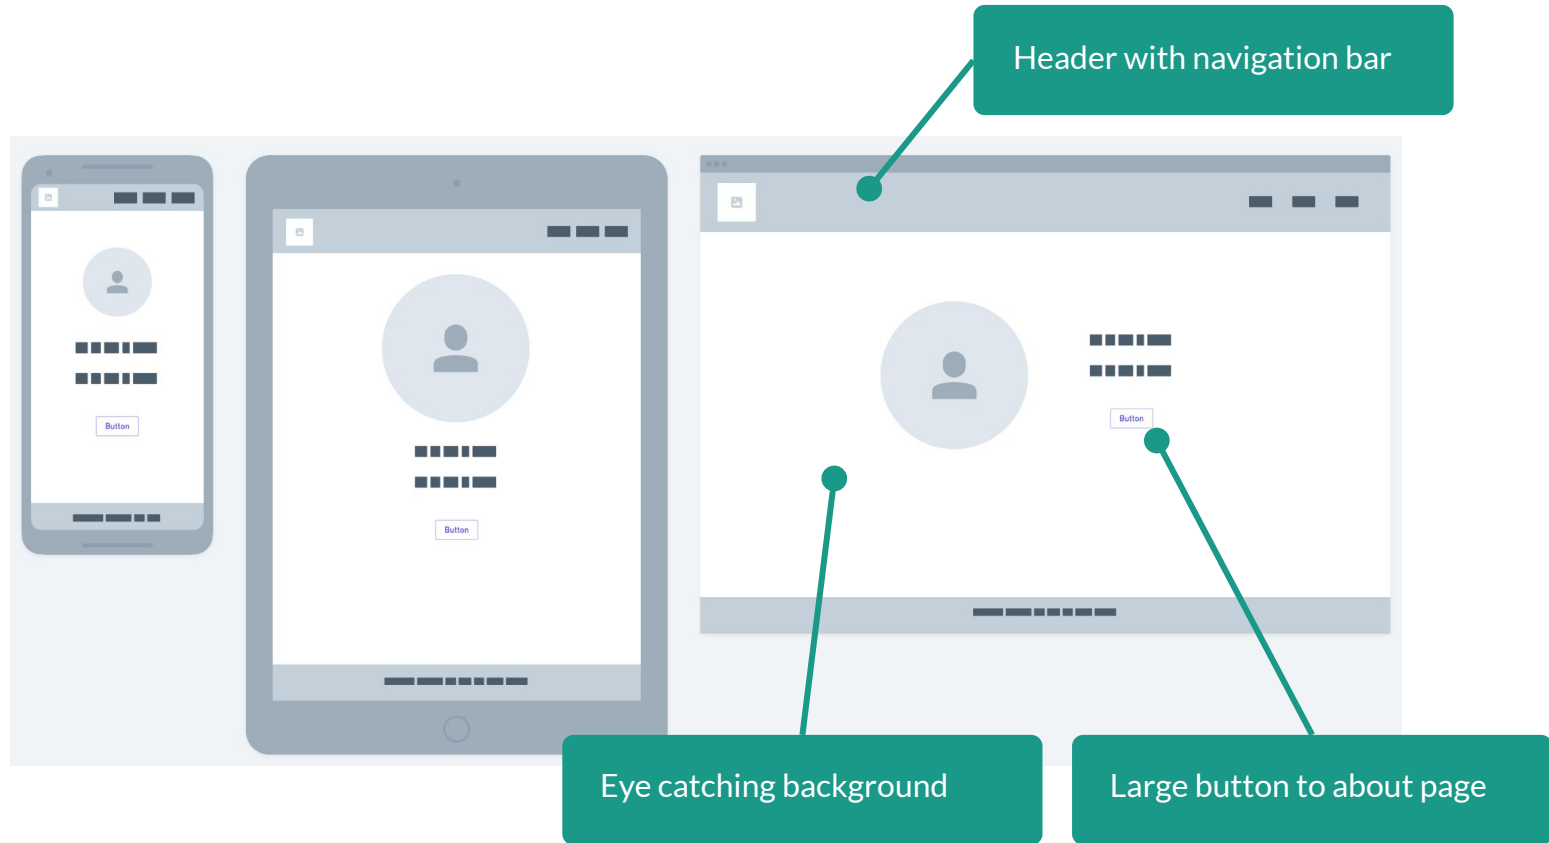 Header with navigation bar
Button
Button
Button
Eye catching background
Large button to about page